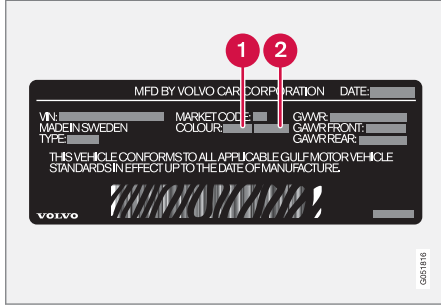 1 2
MFD BY VOLVO CAR CORPORATION DATE:
VIN: MARKET CODE: GVWR:
MADE IN SWEDEN COLOUR: GAWR FRONT:
TYPE: GAWR REAR:
THIS VEHICLE CONFORMS TO ALL APPLICABLE GULF MOTOR VEHICLE
STANDARDS IN EFFECT UP TO THE DATE OF MANUFACTURE.
VOLVO
G051816